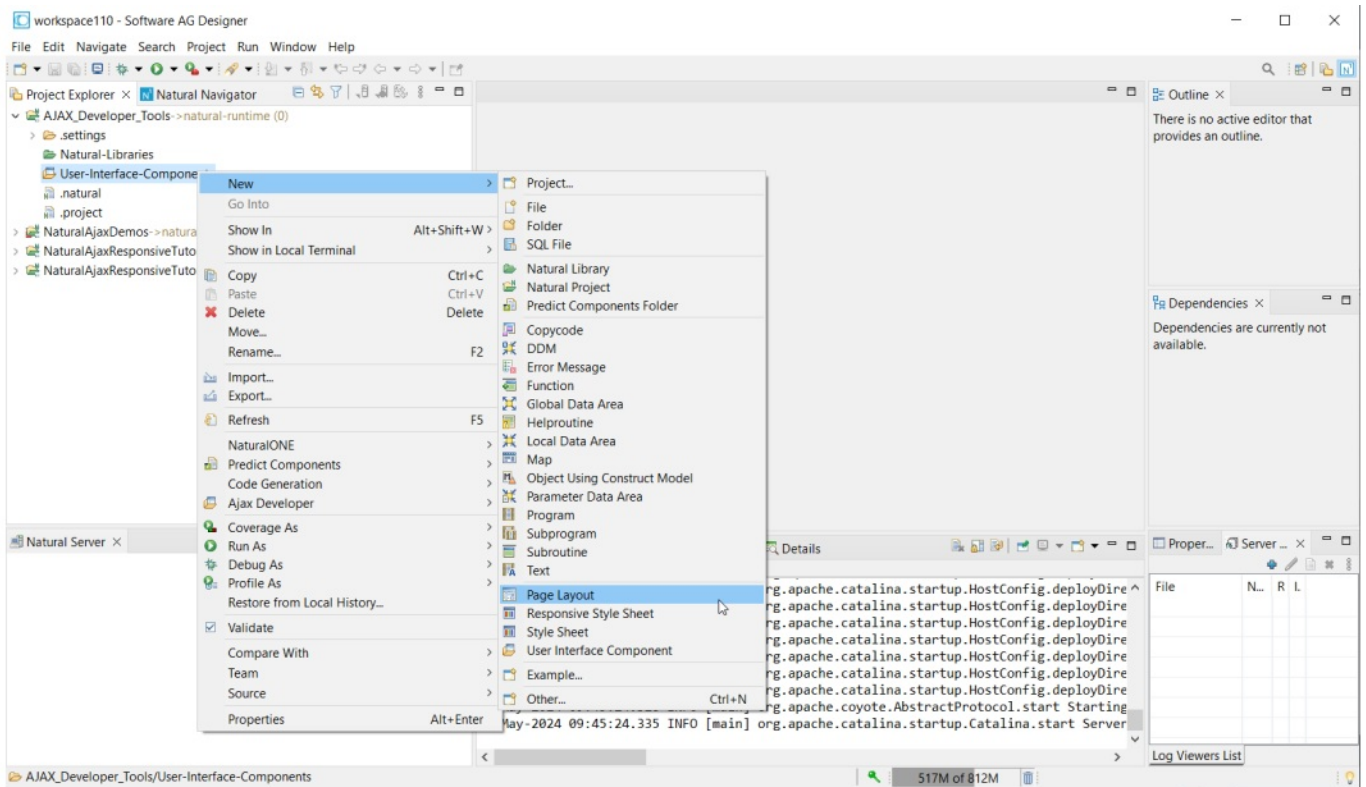 workspace110 - Software AG Designer
File Edit Navigate Search Project Run Window Help
Project Explorer Natural Navigator
AJAX_Developer_Tools->natural-runtime (0)
.settings
Natural-Libraries
User-Interface-Compone
.natural
.project
NaturalAjaxDemos->natura
NaturalAjaxResponsiveTuto
NaturalAjaxResponsiveTuto
New
Go Into
Show In Alt+Shift+W
Show in Local Terminal
Copy Ctrl+C
Paste Ctrl+V
Delete Delete
Move...
Rename... F2
Import...
Export...
Refresh F5
NaturalONE
Predict Components
Code Generation
Ajax Developer
Coverage As
Run As
Debug As
Profile As
Restore from Local History...
Validate
Compare With
Team
Source
Properties Alt+Enter
Project...
File
Folder
SQL File
Natural Library
Natural Project
Predict Components Folder
Copycode
DDM
Error Message
Function
Global Data Area
Helproutine
Local Data Area
Map
Object Using Construct Model
Parameter Data Area
Program
Subprogram
Subroutine
Text
Page Layout
Responsive Style Sheet
Style Sheet
User Interface Component
Example...
Other... Ctrl+N
Outline
There is no active editor that
provides an outline.
Dependencies
Dependencies are currently not
available.
Natural Server
Details
rg.apache.catalina.startup.HostConfig.deployDire
rg.apache.catalina.startup.HostConfig.deployDire
rg.apache.catalina.startup.HostConfig.deployDire
rg.apache.catalina.startup.HostConfig.deployDire
rg.apache.catalina.startup.HostConfig.deployDire
rg.apache.catalina.startup.HostConfig.deployDire
rg.apache.catalina.startup.HostConfig.deployDire
org.apache.coyote.AbstractProtocol.start Starting
May-2024 09:45:24.335 INFO [main] org.apache.catalina.startup.Catalina.start Server
Proper... Server ...
File N... R L
Log Viewers List
AJAX_Developer_Tools/User-Interface-Components
517M of 812M